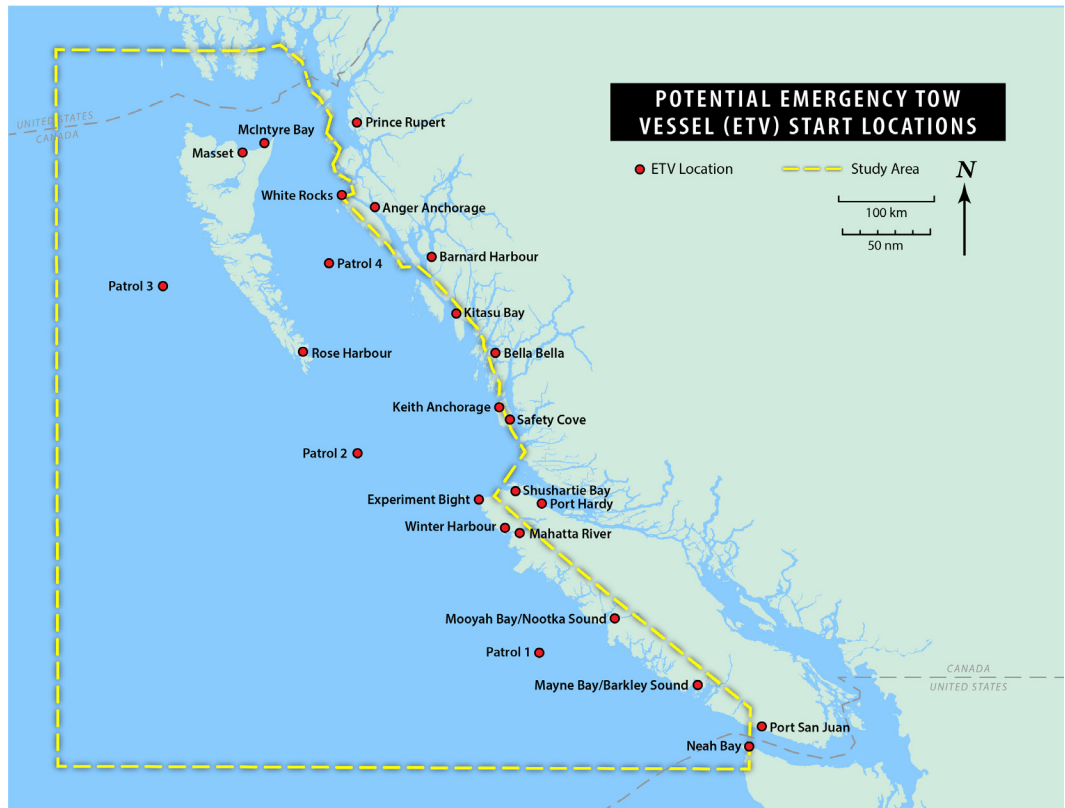 POTENTIAL EMERGENCY TOW
VESSEL (ETV) START LOCATIONS
ETV Location
Study Area
N
100 km
50 nm
UNITED STATES
CANADA
McIntyre Bay
Masset
Prince Rupert
White Rocks
Anger Anchorage
Barnard Harbour
Patrol 4
Patrol 3
Kitasu Bay
Rose Harbour
Bella Bella
Keith Anchorage
Safety Cove
Patrol 2
Shushartie Bay
Experiment Bight
Port Hardy
Winter Harbour
Mahatta River
Mooyah Bay/Nootka Sound
Patrol 1
Mayne Bay/Barkley Sound
CANADA
UNITED STATES
Port San Juan
Neah Bay